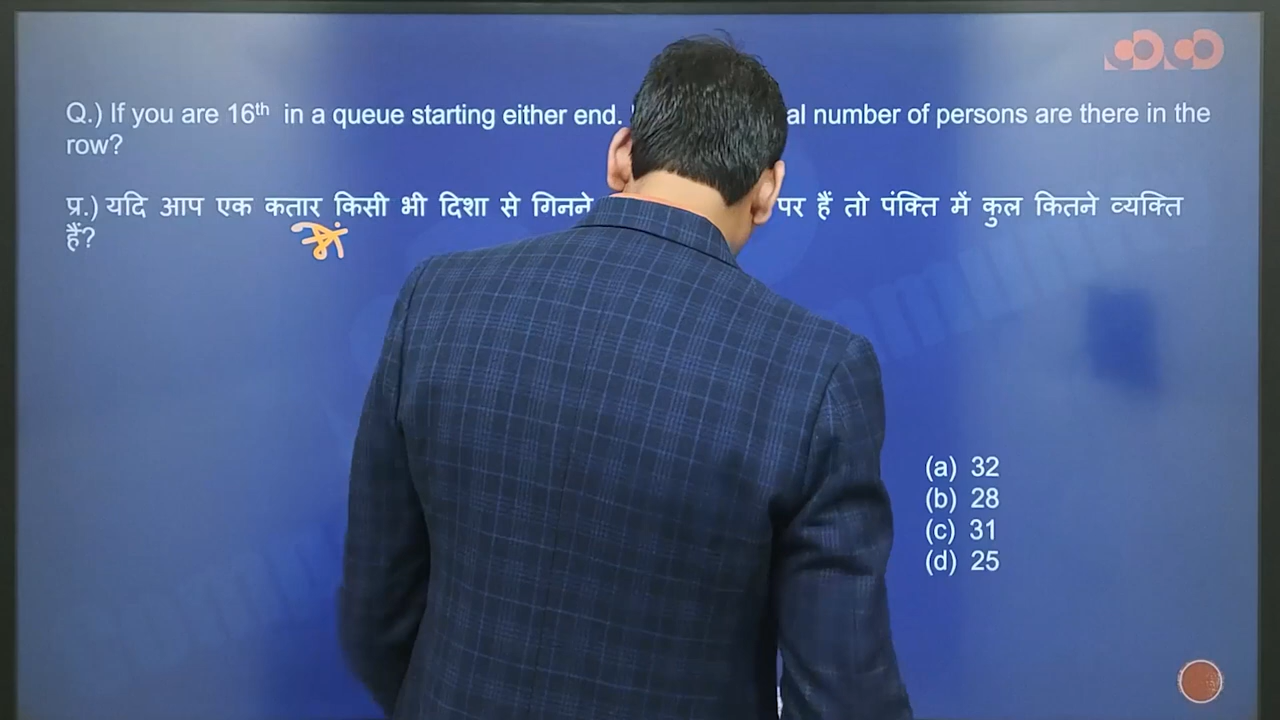 Q.) If you are 16th in a queue starting either end. al number of persons are there in the
row?
प्र.) यदि आप एक कतार किसी भी दिशा से गिनने पर हैं तो पंक्ति में कुल कितने व्यक्ति
में
हैं?
(a) 32
(b) 28
(c) 31
(d) 25